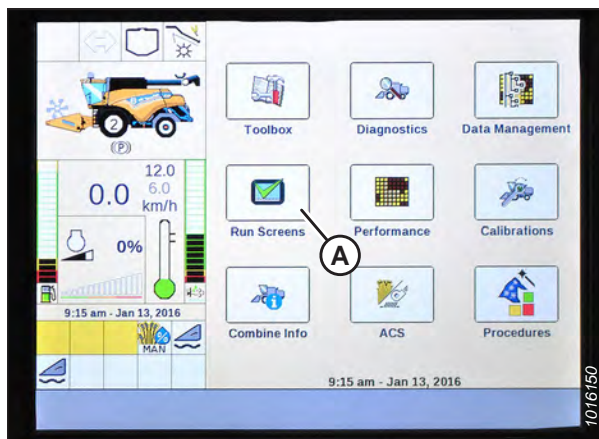 Toolbox
Diagnostics
Data Management
2
(P)
12.0
0.0
6.0
km/h
0%
Run Screens
Performance
Calibrations
A
9:15 am - Jan 13, 2016
MAN
Combine Info
ACS
Procedures
9:15 am - Jan 13, 2016
1016150